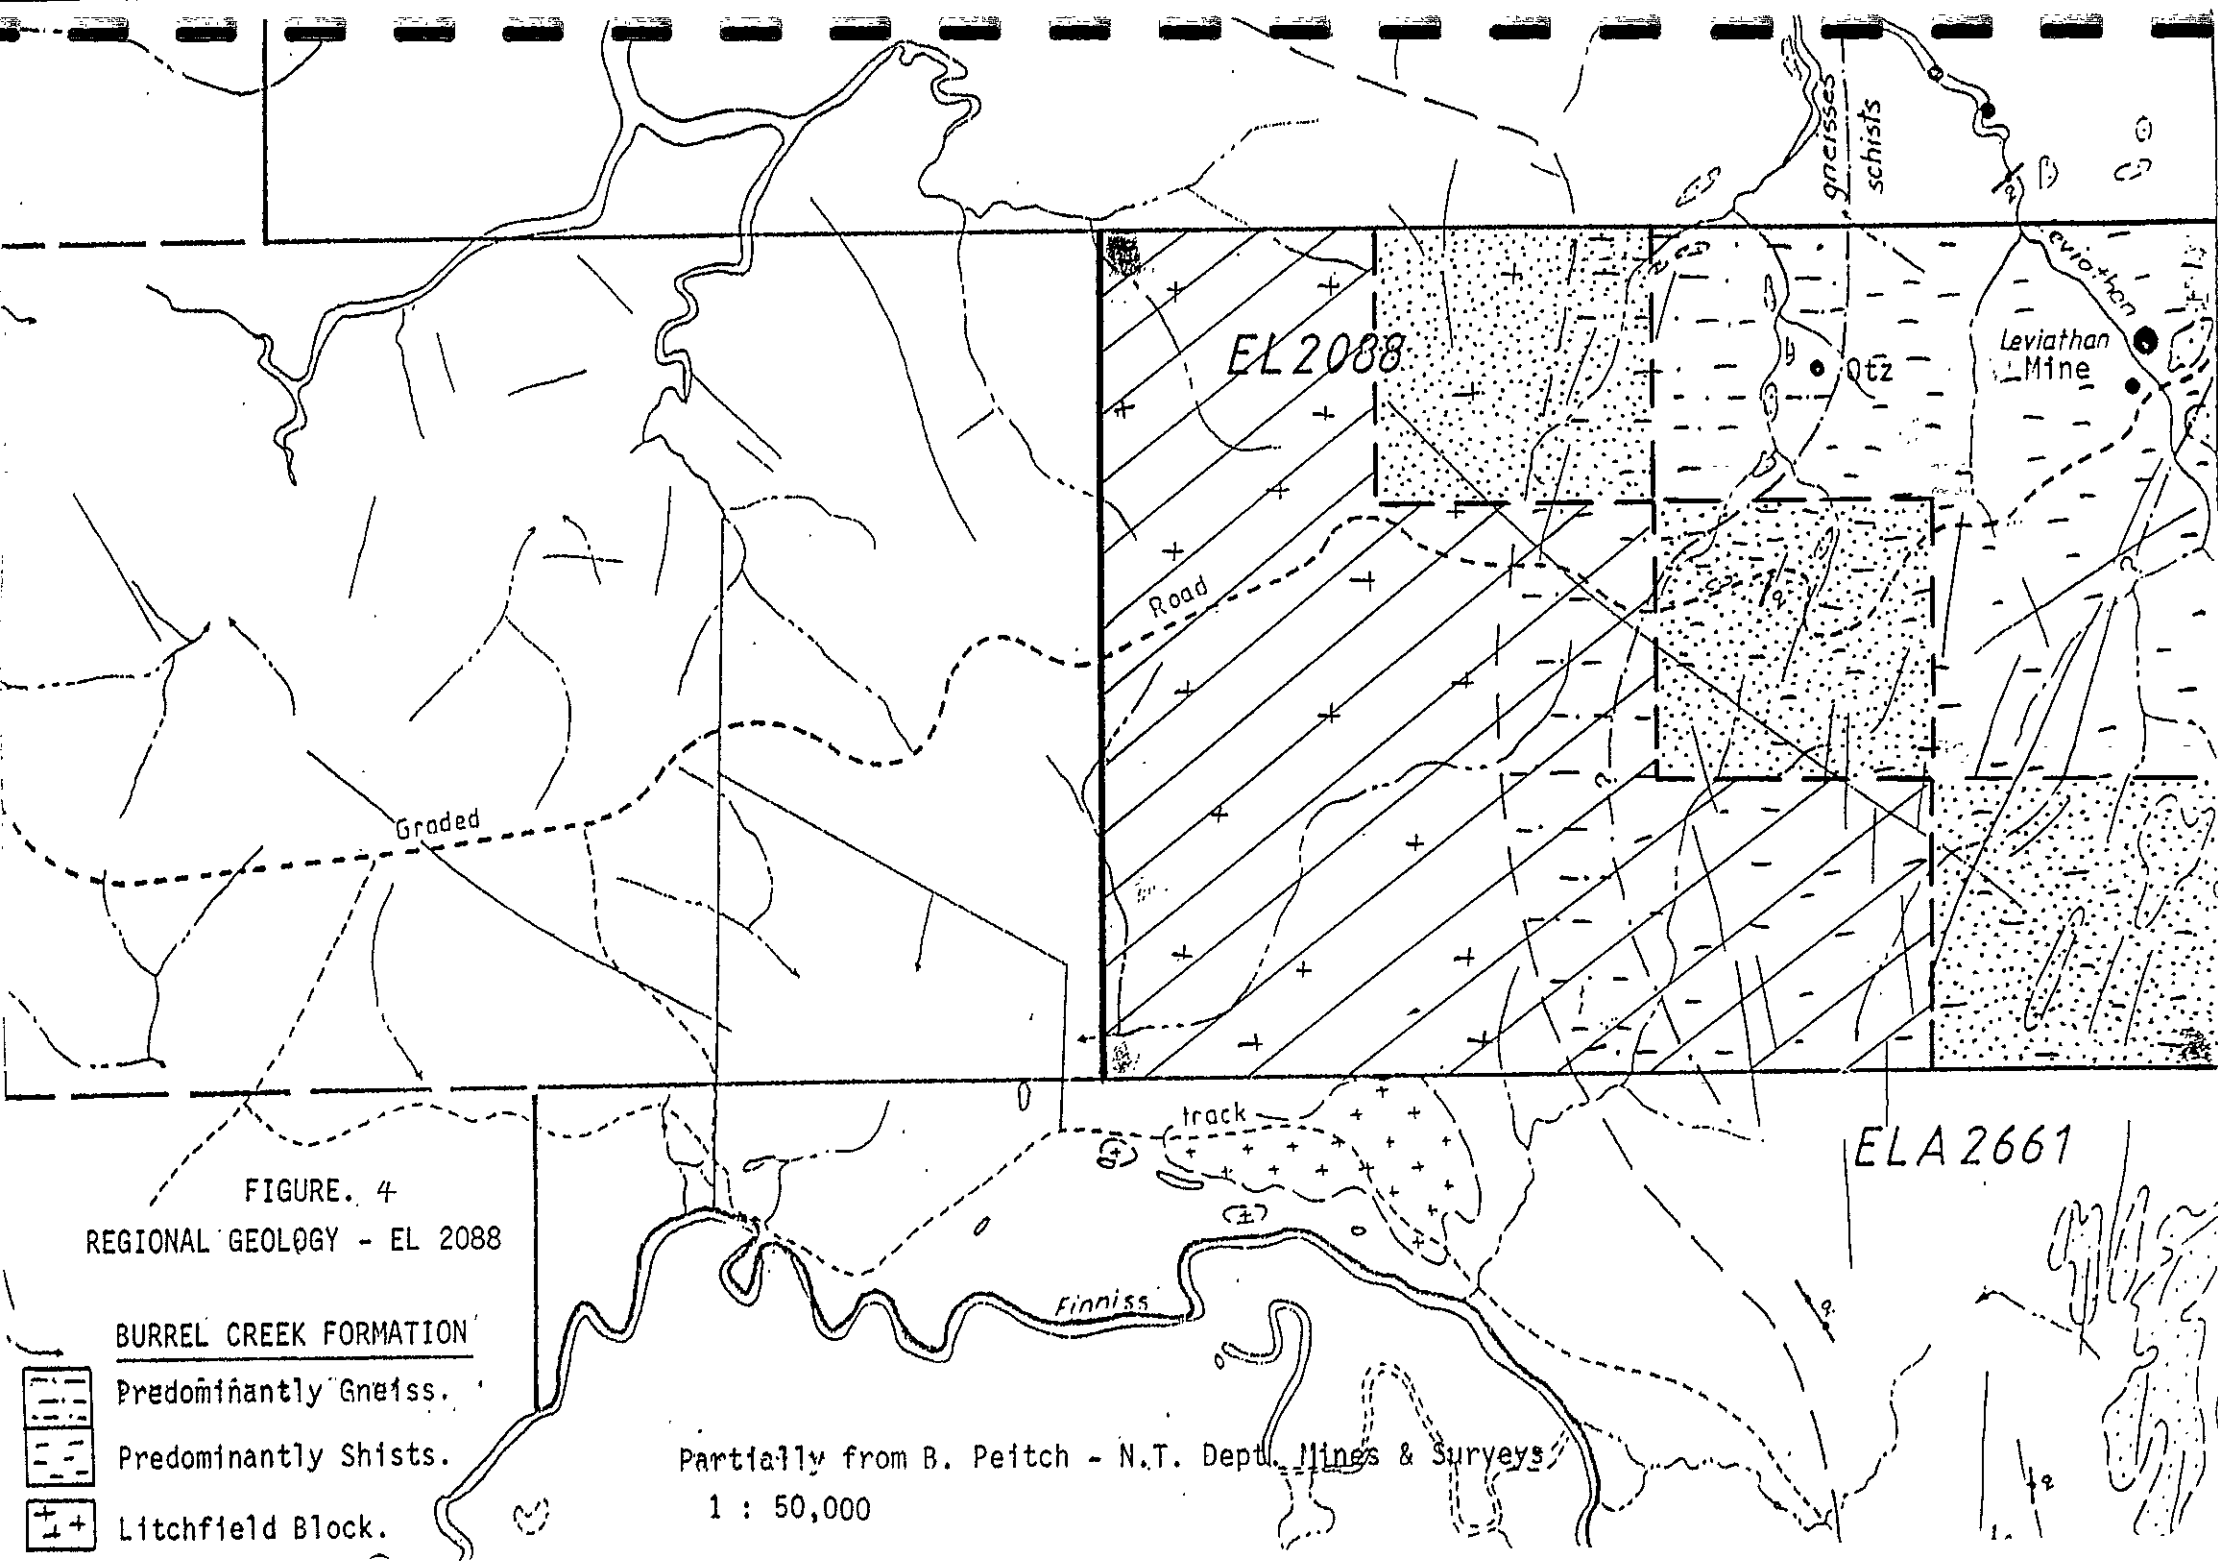 gneisses
schists
Leviathan
EL2088
Leviathan
Mine
Qtz
Road
Graded
track
ELA 2661
FIGURE. 4
REGIONAL GEOLOGY - EL 2088
Finniss
BURREL CREEK FORMATION
Predominantly Gneiss.
Predominantly Shists.
Litchfield Block.
Partially from B. Peitch - N.T. Dept. Mines & Surveys
1 : 50,000